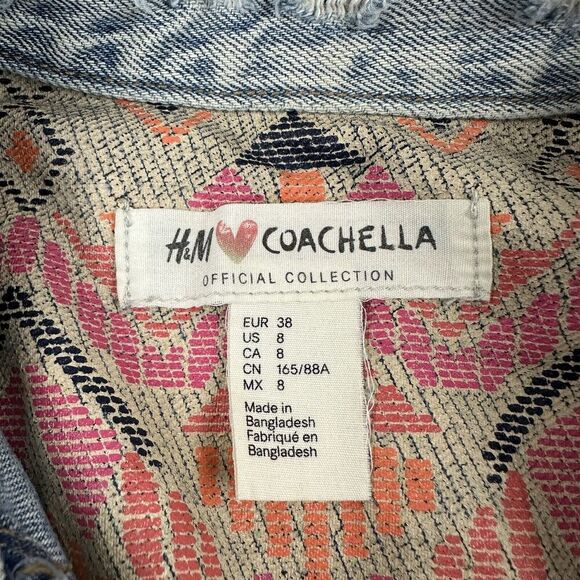 H&M COACHELLA
OFFICIAL COLLECTION
EUR 38
US 8
CA 8
CN 165/88A
MX 8
Made in
Bangladesh
Fabriqué en
Bangladesh